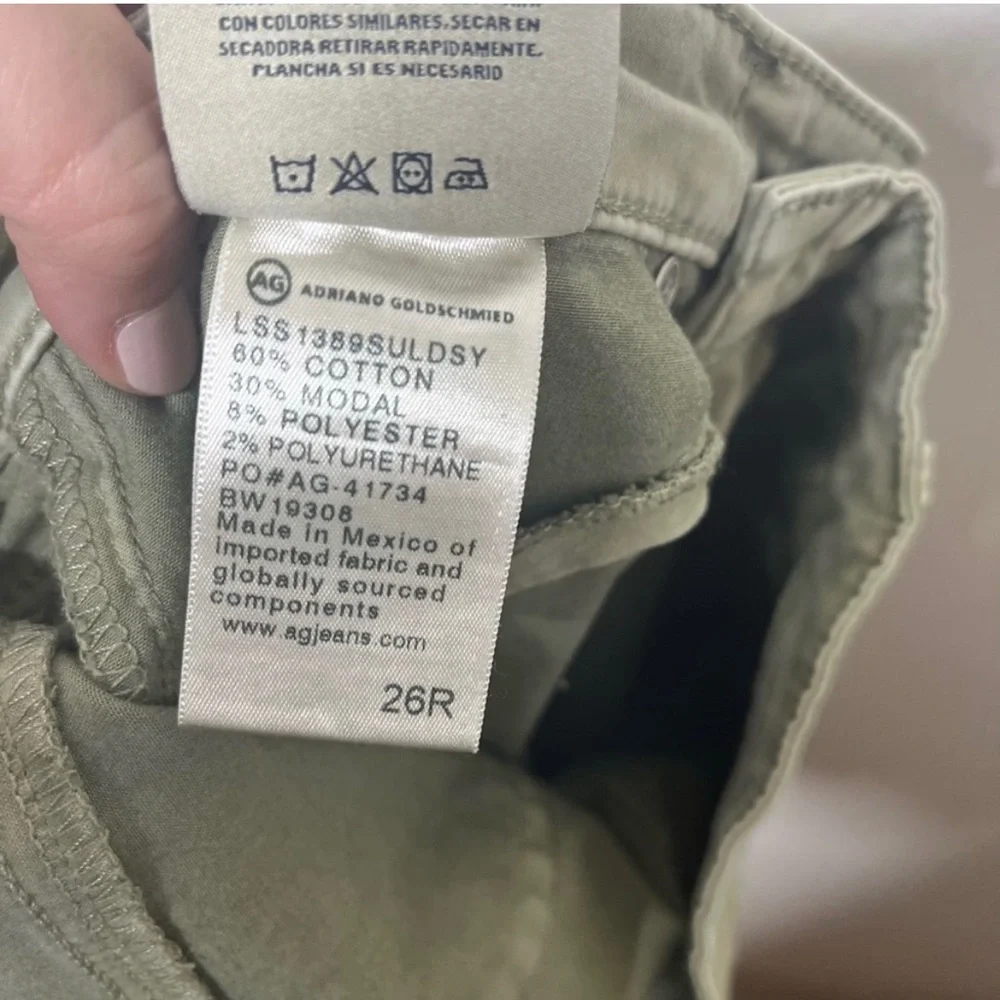 CON COLORES SIMILARES.SECAR EN
SECADORA RETIRAR RAPIDAMENTE.
PLANCHA SI ES NECESARIO
AG ADRIANO GOLDSCHMIED
LSS1389SULDSY
60% COTTON
30% MODAL
8% POLYESTER
2% POLYURETHANE
PO#AG-41734
BW19308
Made in Mexico of
imported fabric and
globally sourced
components
www.agjeans.com
26R